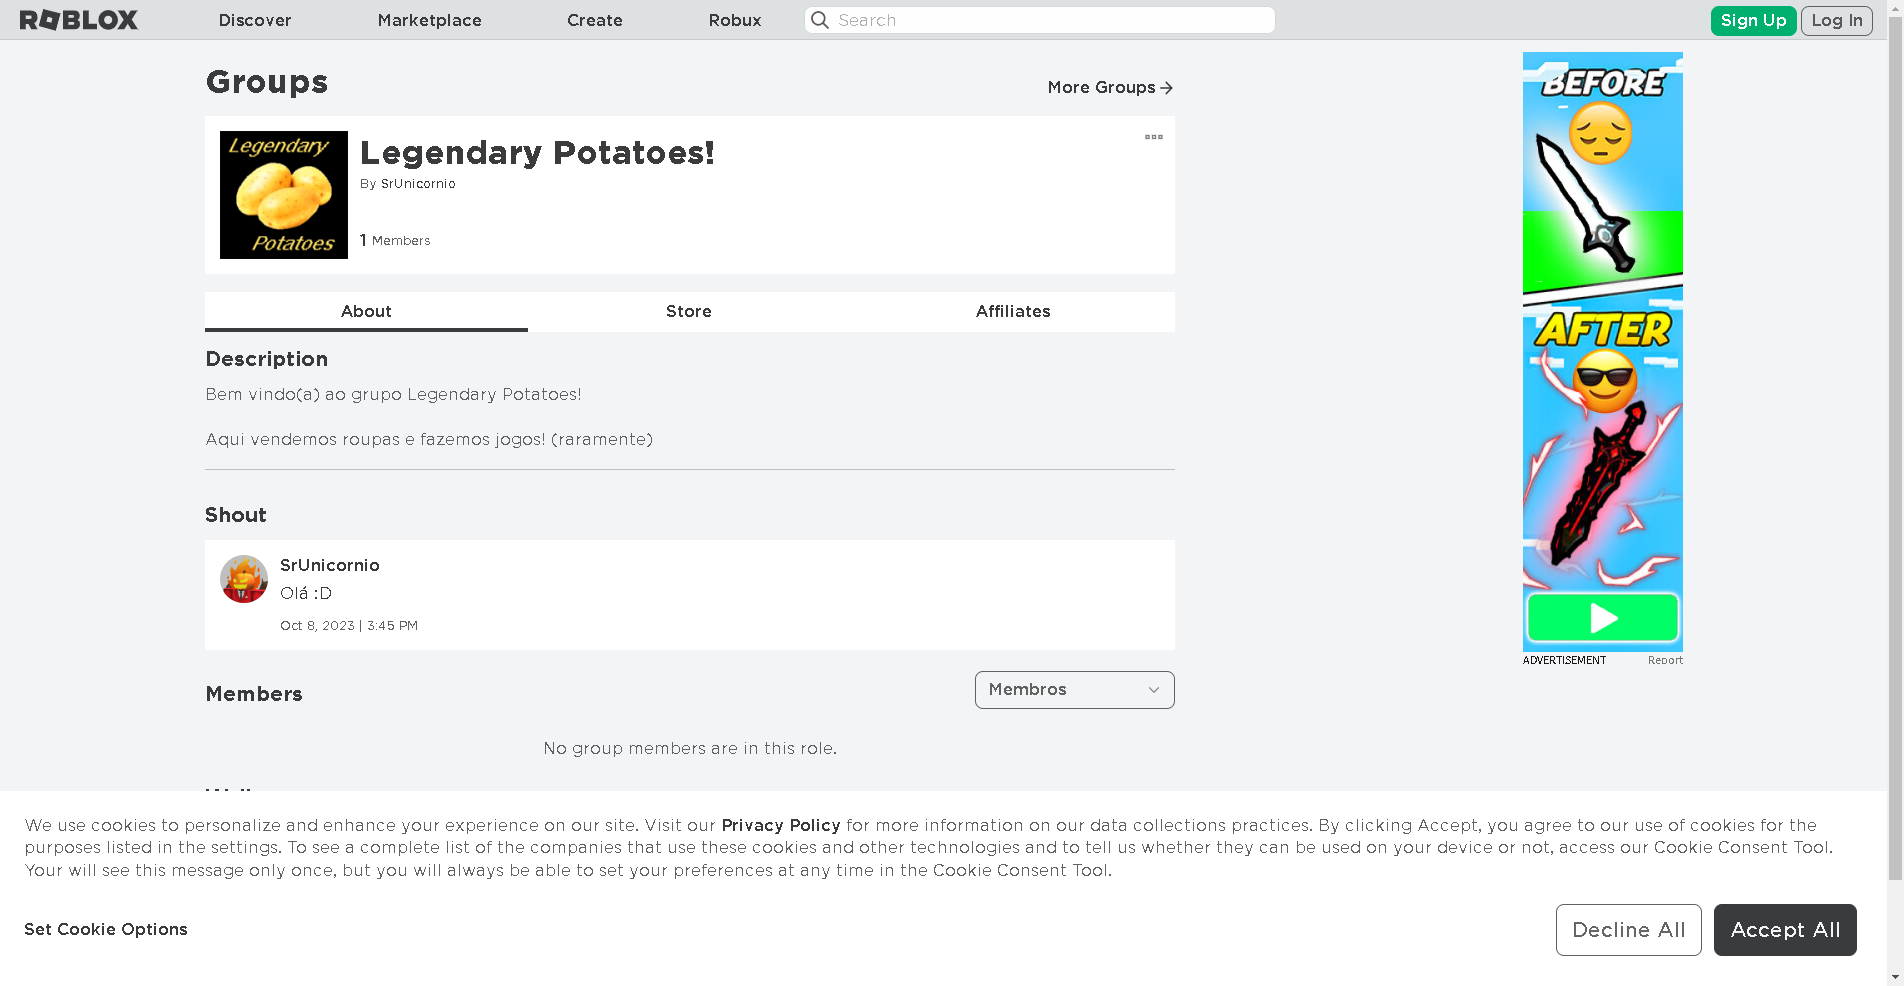 ROBLOX
Discover
Marketplace
Create
Robux
Search
Sign Up
Log In
Groups
More Groups
Legendary
Potatoes
Legendary Potatoes!
By SrUnicornio
1 Members
About
Store
Affiliates
Description
Bem vindo(a) ao grupo Legendary Potatoes!
Aqui vendemos roupas e fazemos jogos! (raramente)
Shout
SrUnicornio
Olá :D
Oct 8, 2023 | 3:45 PM
Members
Membros
No group members are in this role.
BEFORE
AFTER
ADVERTISEMENT
Report
We use cookies to personalize and enhance your experience on our site. Visit our Privacy Policy for more information on our data collections practices. By clicking Accept, you agree to our use of cookies for the
purposes listed in the settings. To see a complete list of the companies that use these cookies and other technologies and to tell us whether they can be used on your device or not, access our Cookie Consent Tool.
Your will see this message only once, but you will always be able to set your preferences at any time in the Cookie Consent Tool.
Set Cookie Options
Decline All
Accept All